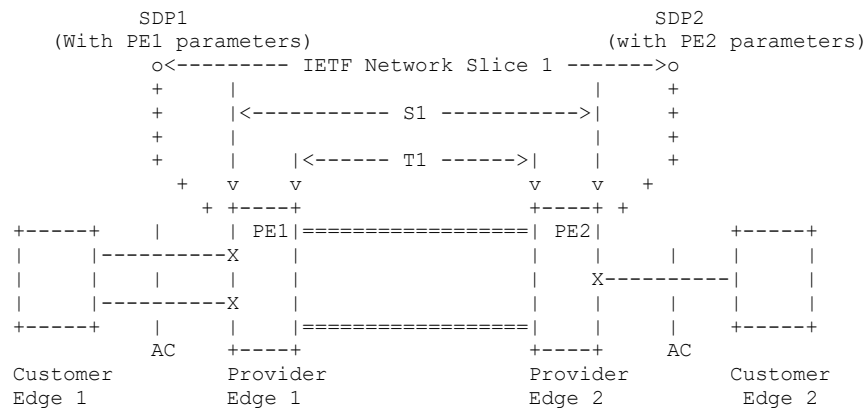 SDP1 SDP2
(With PE1 parameters) (with PE2 parameters)
o<--------- IETF Network Slice 1 ------->o
+ | | +
+ |<----------- S1 ----------->| +
+ | | +
+ | |<------ T1 ------>| | +
+ v v v v +
+ +----+ +----+ +
+-----+ | | PE1|==================| PE2| +-----+
| |----------X | | | | | |
| | | | | | X----------| |
| |----------X | | | | | |
+-----+ | | |==================| | | +-----+
AC +----+ +----+ AC
Customer Provider Provider Customer
Edge 1 Edge 1 Edge 2 Edge 2